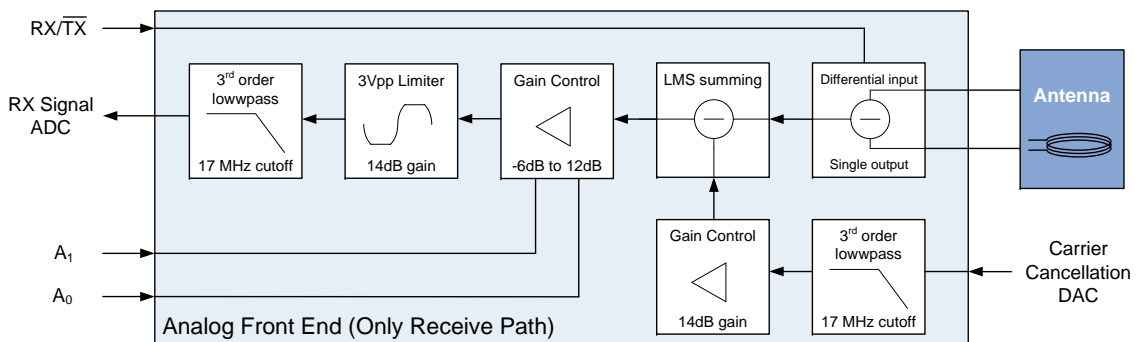 RX/TX
RX Signal
ADC
A1
A0
3rd order
lowwpass
17 MHz cutoff
3Vpp Limiter
14dB gain
Gain Control
-6dB to 12dB
LMS summing
Differential input
Single output
Antenna
Gain Control
14dB gain
3rd order
lowwpass
17 MHz cutoff
Carrier
Cancellation
DAC
Analog Front End (Only Receive Path)